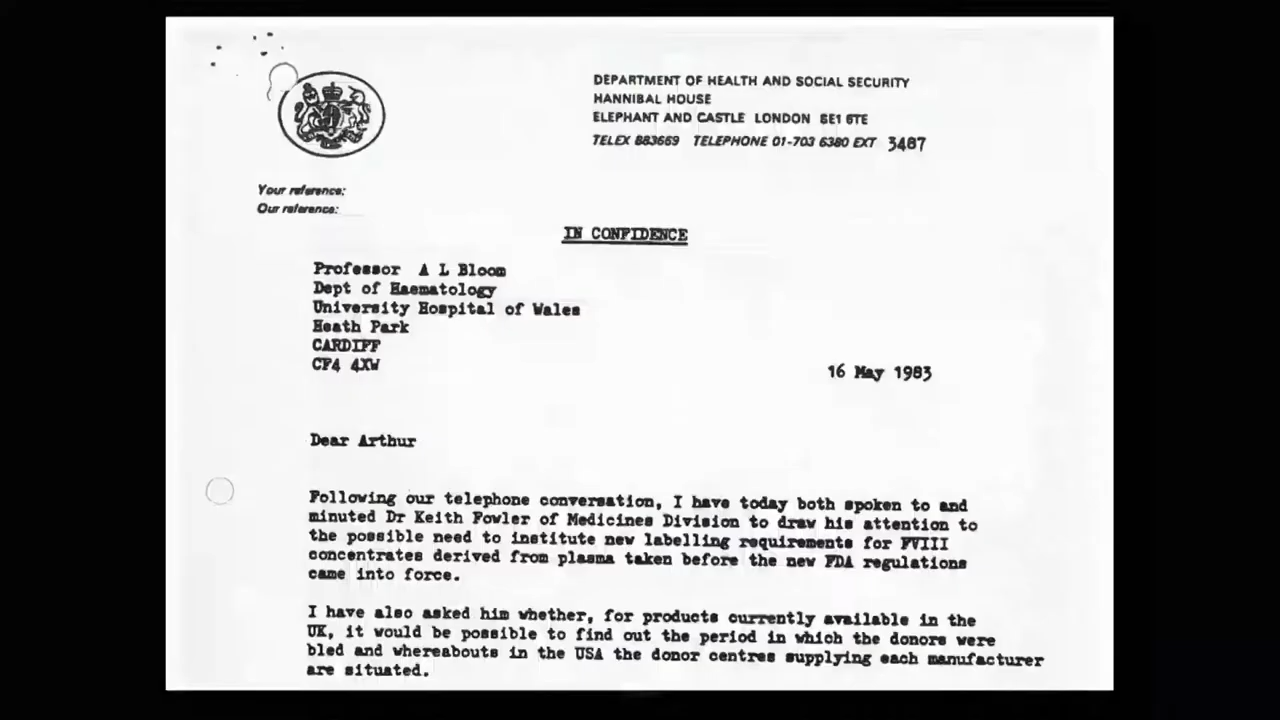 DEPARTMENT OF HEALTH AND SOCIAL SECURITY
HANNIBAL HOUSE
ELEPHANT AND CASTLE LONDON SE1 6TE
TELEX 883669 TELEPHONE 01-703 6380 EXT 3487
Your reference:
Our reference:
IN CONFIDENCE
Professor A L Bloom
Dept of Haematology
University Hospital of Wales
Heath Park
CARDIFF
CF4 4XW
16 May 1983
Dear Arthur
Following our telephone conversation, I have today both spoken to and
minuted Dr Keith Fowler of Medicines Division to draw his attention to
the possible need to institute new labelling requirements for FVIII
concentrates derived from plasma taken before the new FDA regulations
came into force.
I have also asked him whether, for products currently available in the
UK, it would be possible to find out the period in which the donors were
bled and whereabouts in the USA the donor centres supplying each manufacturer
are situated.